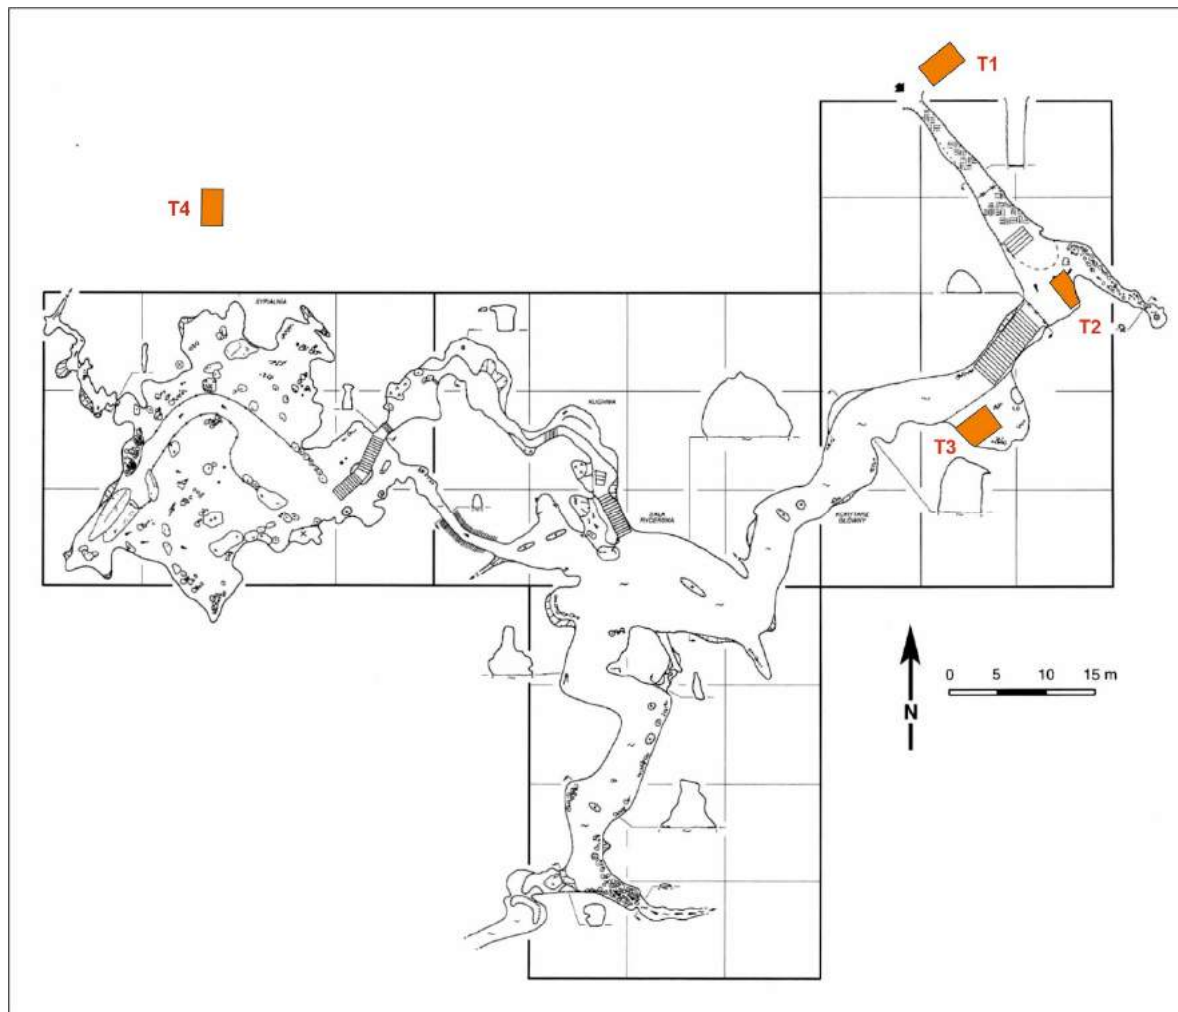 T1
T4
T2
SYPIALNIA
KUCHNIA
T3
SALA
RYCERSKA
KORYTARZ
GŁÓWNY
0 5 10 15 m
N